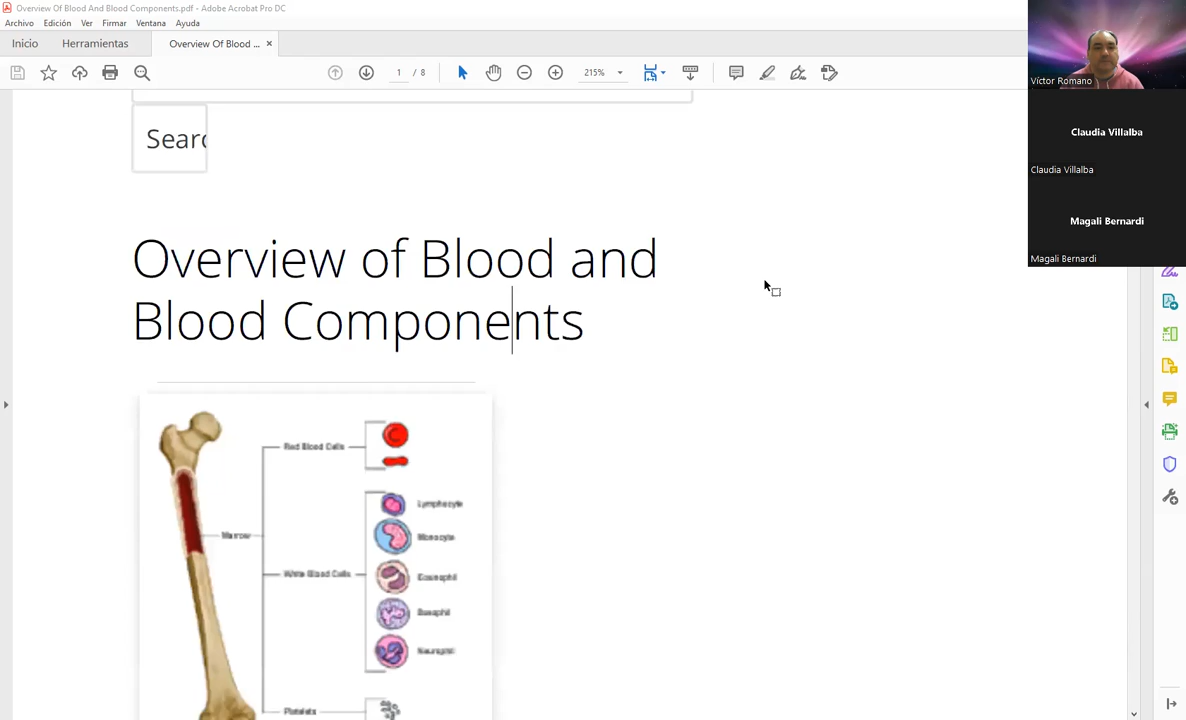 Overview Of Blood And Blood Components.pdf - Adobe Acrobat Pro DC
Archivo Edición Ver Firmar Ventana Ayuda
Inicio Herramientas Overview Of Blood ... ×
1 / 8 215%
Searc
Overview of Blood and
Blood Components
Red Blood Cells
Lymphocyte
Marrow
Monocyte
White Blood Cells
Eosinophil
Basophil
Neutrophil
Platelets
Víctor Romano
Claudia Villalba
Claudia Villalba
Magali Bernardi
Magali Bernardi